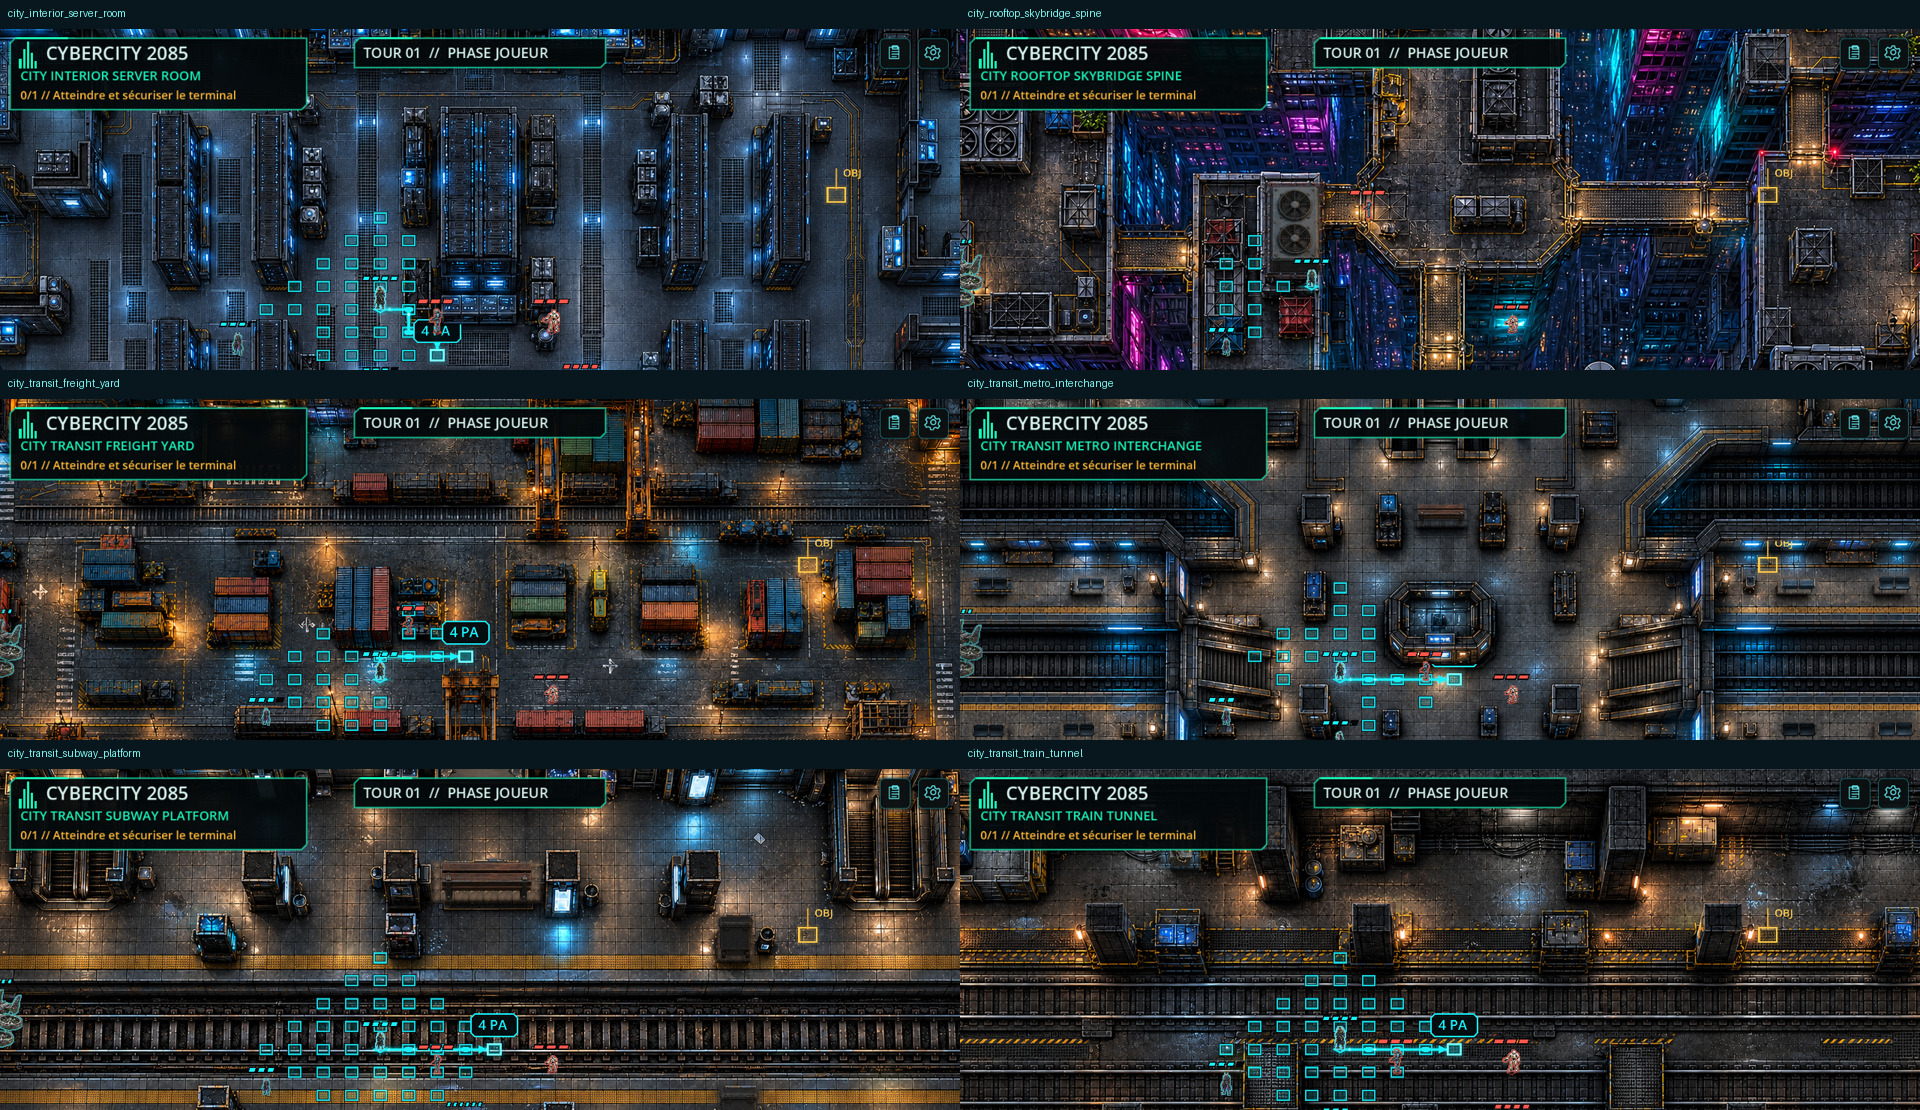 city_interior_server_room
CYBERCITY 2085
CITY INTERIOR SERVER ROOM
0/1 // Atteindre et sécuriser le terminal
TOUR 01 // PHASE JOUEUR
OBJ
4 PA
city_rooftop_skybridge_spine
CYBERCITY 2085
CITY ROOFTOP SKYBRIDGE SPINE
0/1 // Atteindre et sécuriser le terminal
TOUR 01 // PHASE JOUEUR
OBJ
city_transit_freight_yard
CYBERCITY 2085
CITY TRANSIT FREIGHT YARD
0/1 // Atteindre et sécuriser le terminal
TOUR 01 // PHASE JOUEUR
OBJ
4 PA
city_transit_metro_interchange
CYBERCITY 2085
CITY TRANSIT METRO INTERCHANGE
0/1 // Atteindre et sécuriser le terminal
TOUR 01 // PHASE JOUEUR
OBJ
city_transit_subway_platform
CYBERCITY 2085
CITY TRANSIT SUBWAY PLATFORM
0/1 // Atteindre et sécuriser le terminal
TOUR 01 // PHASE JOUEUR
OBJ
4 PA
city_transit_train_tunnel
CYBERCITY 2085
CITY TRANSIT TRAIN TUNNEL
0/1 // Atteindre et sécuriser le terminal
TOUR 01 // PHASE JOUEUR
OBJ
4 PA